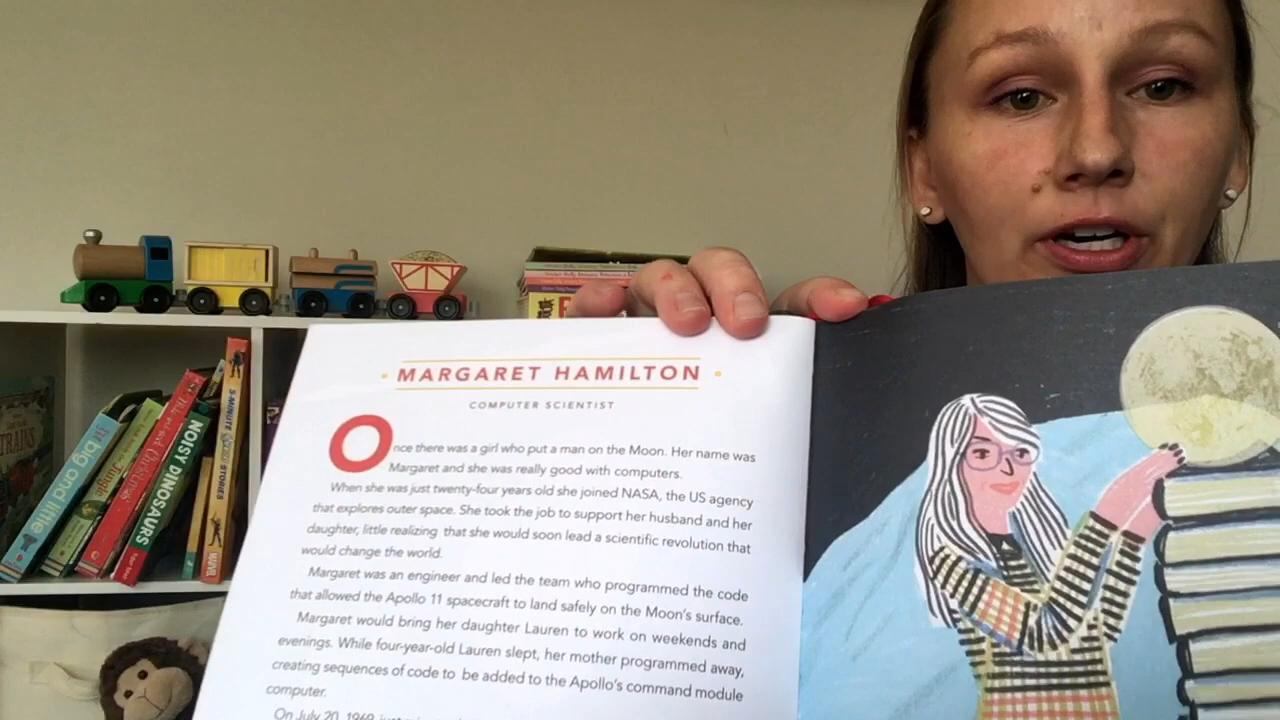 MARGARET HAMILTON
COMPUTER SCIENTIST
Once there was a girl who put a man on the Moon. Her name was
Margaret and she was really good with computers.
When she was just twenty-four years old she joined NASA, the US agency
that explores outer space. She took the job to support her husband and her
daughter, little realizing that she would soon lead a scientific revolution that
would change the world.
Margaret was an engineer and led the team who programmed the code
that allowed the Apollo 11 spacecraft to land safely on the Moon's surface.
Margaret would bring her daughter Lauren to work on weekends and
evenings. While four-year-old Lauren slept, her mother programmed away,
creating sequences of code to be added to the Apollo's command module
computer.
On July 20, 1969, just
TRAINS
big and little
Jungle
Christmas
NOISY DINOSAURS
5-MINUTE STORIES